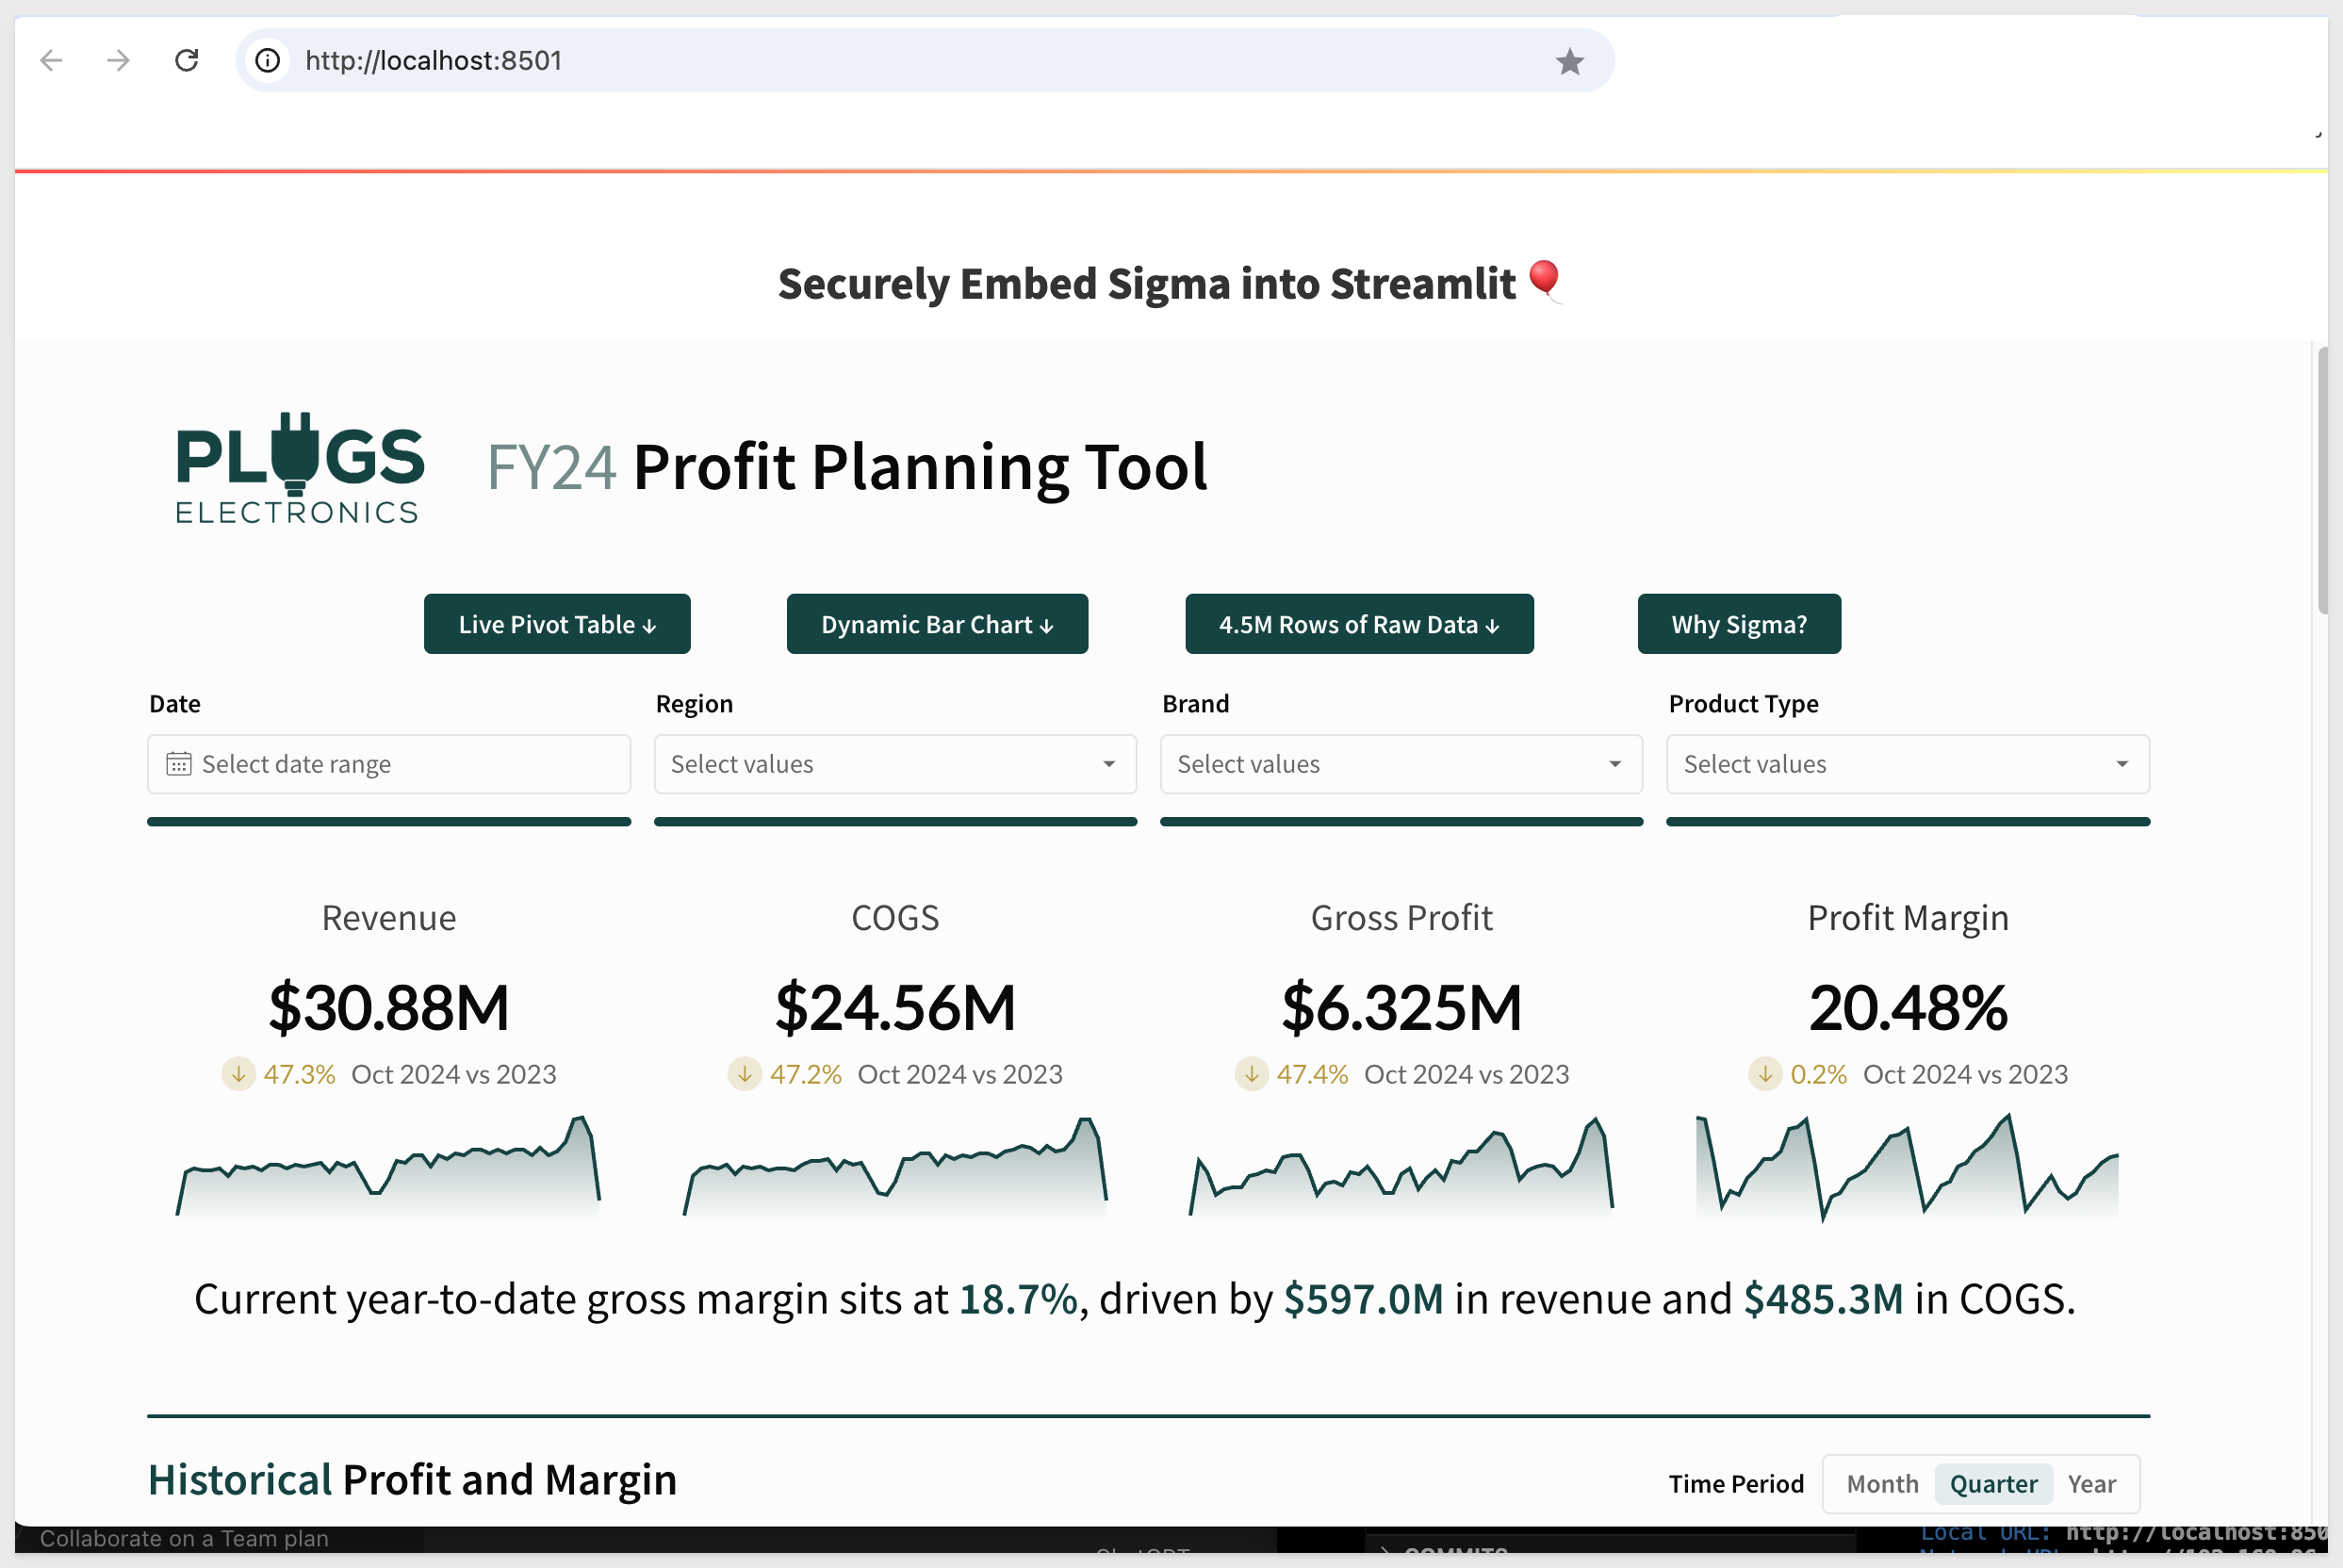 http://localhost:8501
Securely Embed Sigma into Streamlit🎈
PLUGS
ELECTRONICS
FY24 Profit Planning Tool
Live Pivot Table ↓ Dynamic Bar Chart ↓ 4.5M Rows of Raw Data ↓ Why Sigma?
Date Region Brand Product Type
Select date range Select values Select values Select values
Revenue COGS Gross Profit Profit Margin
$30.88M $24.56M $6.325M 20.48%
↓ 47.3% Oct 2024 vs 2023 ↓ 47.2% Oct 2024 vs 2023 ↓ 47.4% Oct 2024 vs 2023 ↓ 0.2% Oct 2024 vs 2023
Current year-to-date gross margin sits at 18.7%, driven by $597.0M in revenue and $485.3M in COGS.
Historical Profit and Margin Time Period Month Quarter Year
Collaborate on a Team plan Local URL: http://localhost:850